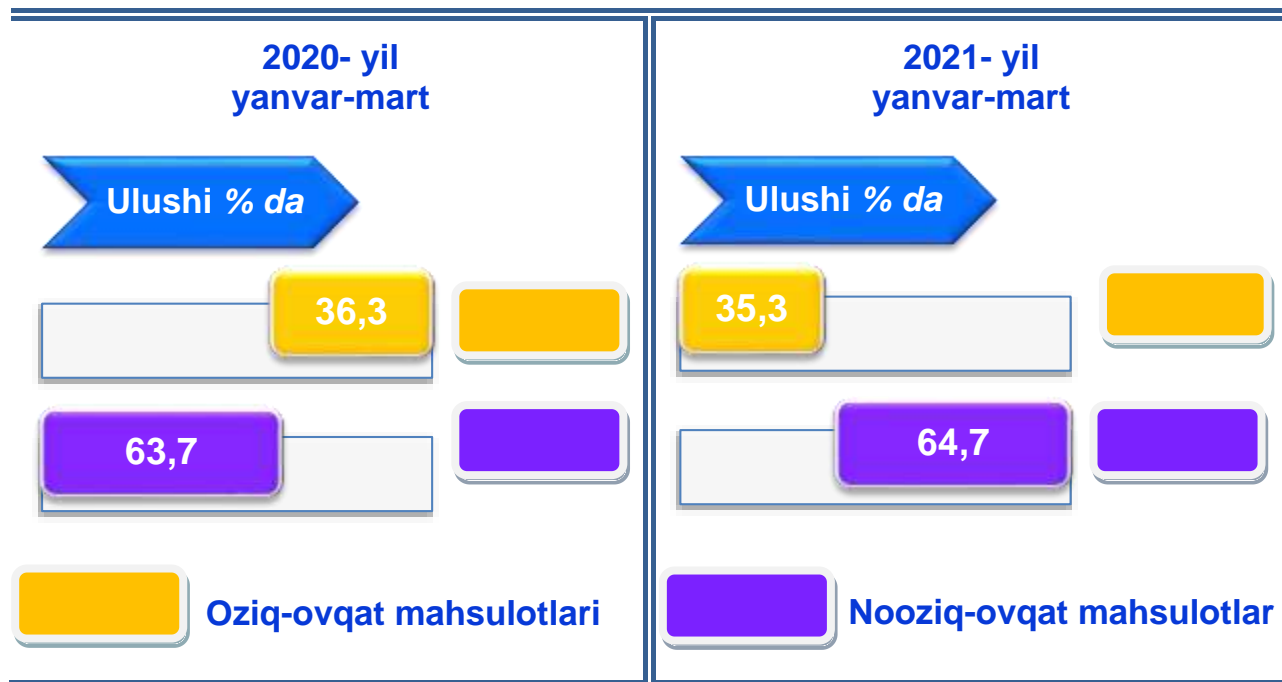 2020- yil
yanvar-mart
Ulushi % da
36,3
63,7
Oziq-ovqat mahsulotlari
2021- yil
yanvar-mart
Ulushi % da
35,3
64,7
Nooziq-ovqat mahsulotlar